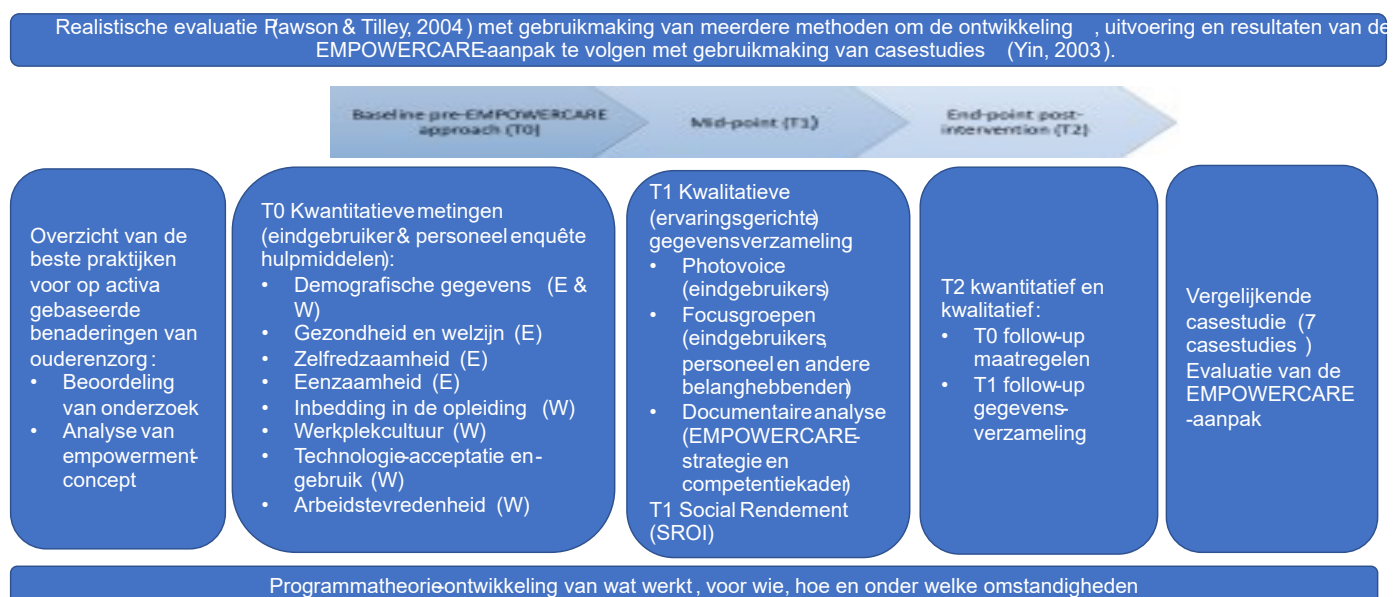 Realistische evaluatie Pawson & Tilley, 2004) met gebruikmaking van meerdere methoden om de ontwikkeling , uitvoering en resultaten van de
EMPOWERCARE-aanpak te volgen met gebruikmaking van casestudies (Yin, 2003).
Baseline pre-EMPOWERCARE
approach (T0)
Mid-point (T1)
End-point post-
intervention (T2)
Overzicht van de
beste praktijken
voor op activa
gebaseerde
benaderingen van
ouderenzorg :
• Beoordeling
van onderzoek
• Analyse van
empowerment-
concept
T0 Kwantitatieve metingen
(eindgebruiker & personeel enquête
hulpmiddelen):
• Demografische gegevens (E &
W)
• Gezondheid en welzijn (E)
• Zelfredzaamheid (E)
• Eenzaamheid (E)
• Inbedding in de opleiding (W)
• Werkplekcultuur (W)
• Technologie-acceptatie en-
gebruik (W)
• Arbeidstevredenheid (W)
T1 Kwalitatieve
(ervaringsgerichte)
gegevensverzameling
• Photovoice
(eindgebruikers)
• Focusgroepen
(eindgebruikers,
personeel en andere
belanghebbenden)
• Documentaire analyse
(EMPOWERCARE-
strategie en
competentiekader)
T1 Social Rendement
(SROI)
T2 kwantitatief en
kwalitatief :
• T0 follow-up
maatregelen
• T1 follow-up
gegevens-
verzameling
Vergelijkende
casestudie (7
casestudies )
Evaluatie van de
EMPOWERCARE
-aanpak
Programmatheorie-ontwikkeling van wat werkt , voor wie, hoe en onder welke omstandigheden